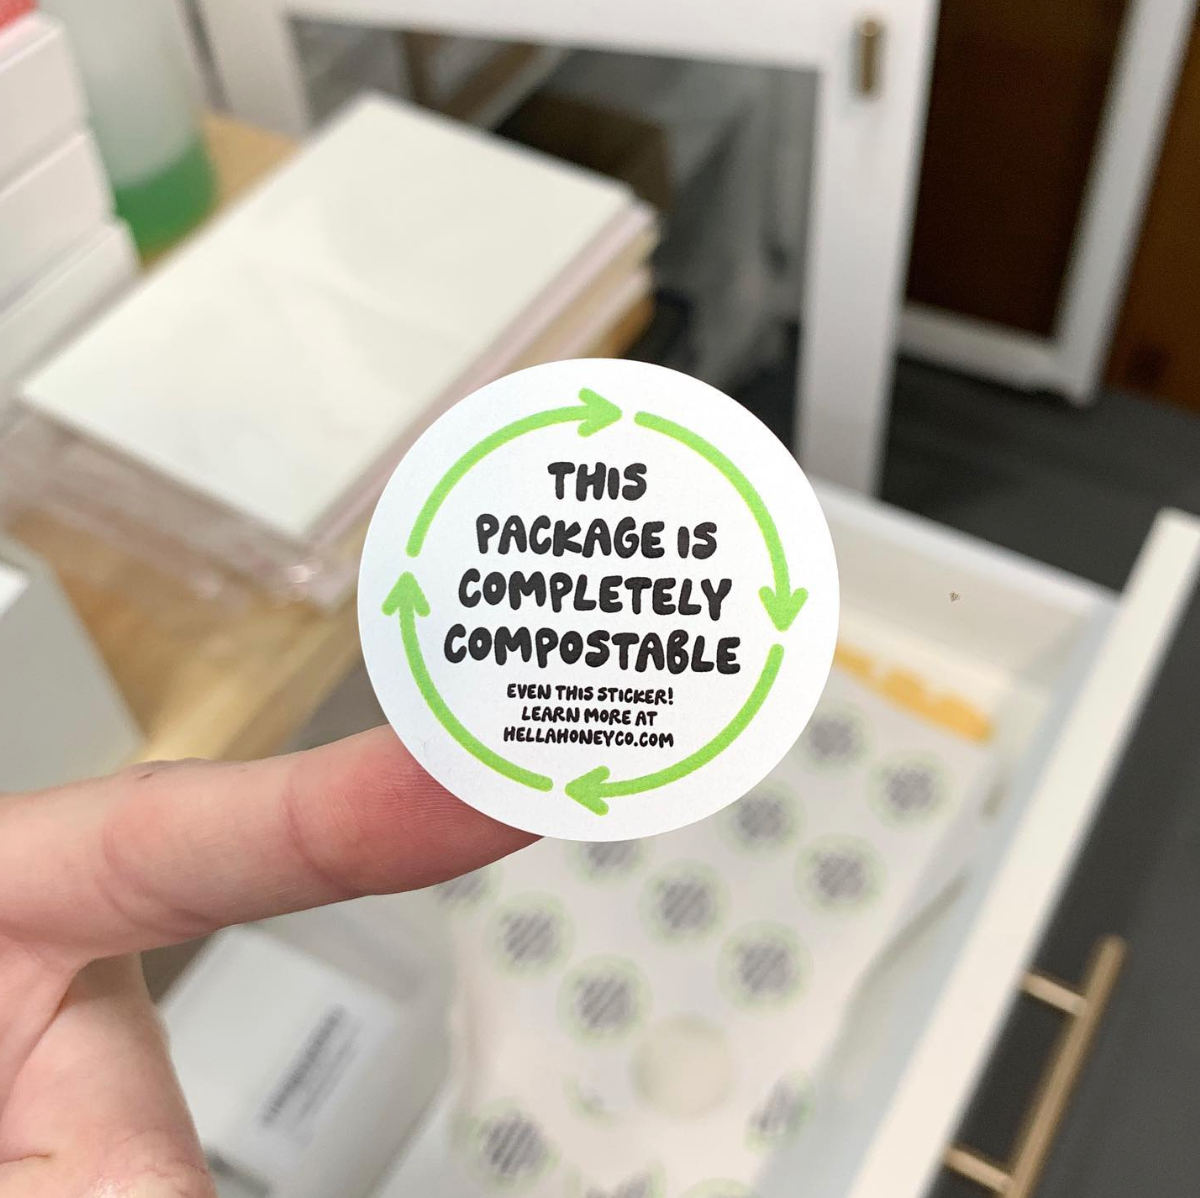 THIS
PACKAGE IS
COMPLETELY
COMPOSTABLE
EVEN THIS STICKER!
LEARN MORE AT
HELLAHONEYCO.COM